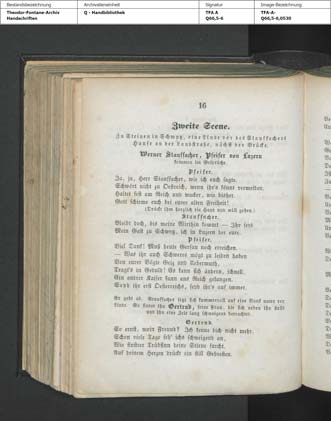 Bestandsbezeichnung Archivalieneinheit Signatur Image-Bezeichnung
Theodor-Fontane-Archiv Q - Handbibliothek TFA A TFA-A-
Handschriften Q66,5-6 Q66,5-6,0530
16
Zweite Scene.
Zu Steinen in Schwyz, eine Linde vor des Stauffachers
Hause an der Landstraße, nächst der Brücke.
Werner Stauffacher, Pfeifer von Luzern
kommen im Gespräche.
Pfeifer.
Ja, ja, Herr Stauffacher, wie ich euch sagte.
Schwört nicht zu Oestreich, wenn ihr's könnt vermeiden.
Haltet fest am Reich und wacker, wie bisher.
Gott schirme euch bei eurer alten Freiheit!
(Drückt ihm herzlich die Hand und will gehen.)
Stauffacher.
Bleibt doch, bis meine Wirthin kommt — Ihr seid
Mein Gast zu Schwyz, ich in Luzern der eure.
Pfeifer.
Viel Dank! Muß heute Gersau noch erreichen.
— Was ihr auch Schweres mögt zu leiden haben
Von eurer Vögte Geiz und Uebermuth,
Tragt's in Geduld! Es kann sich ändern, schnell,
Ein andrer Kaiser kann ans Reich gelangen.
Seyd ihr erst Oesterreichs, seyd ihr's auf immer.
Er geht ab. Stauffacher setzt sich kummervoll auf eine Bank unter der
Linde. So findet ihn Gertrud, seine Frau, die sich neben ihn stellt
und ihn eine Zeit lang schweigend betrachtet.
Gertrud.
So ernst, mein Freund? Ich kenne dich nicht mehr.
Schon viele Tage seh' ich's schweigend an,
Wie finstrer Trübsinn deine Stirne furcht.
Auf deinem Herzen drückt ein still Gebresten.